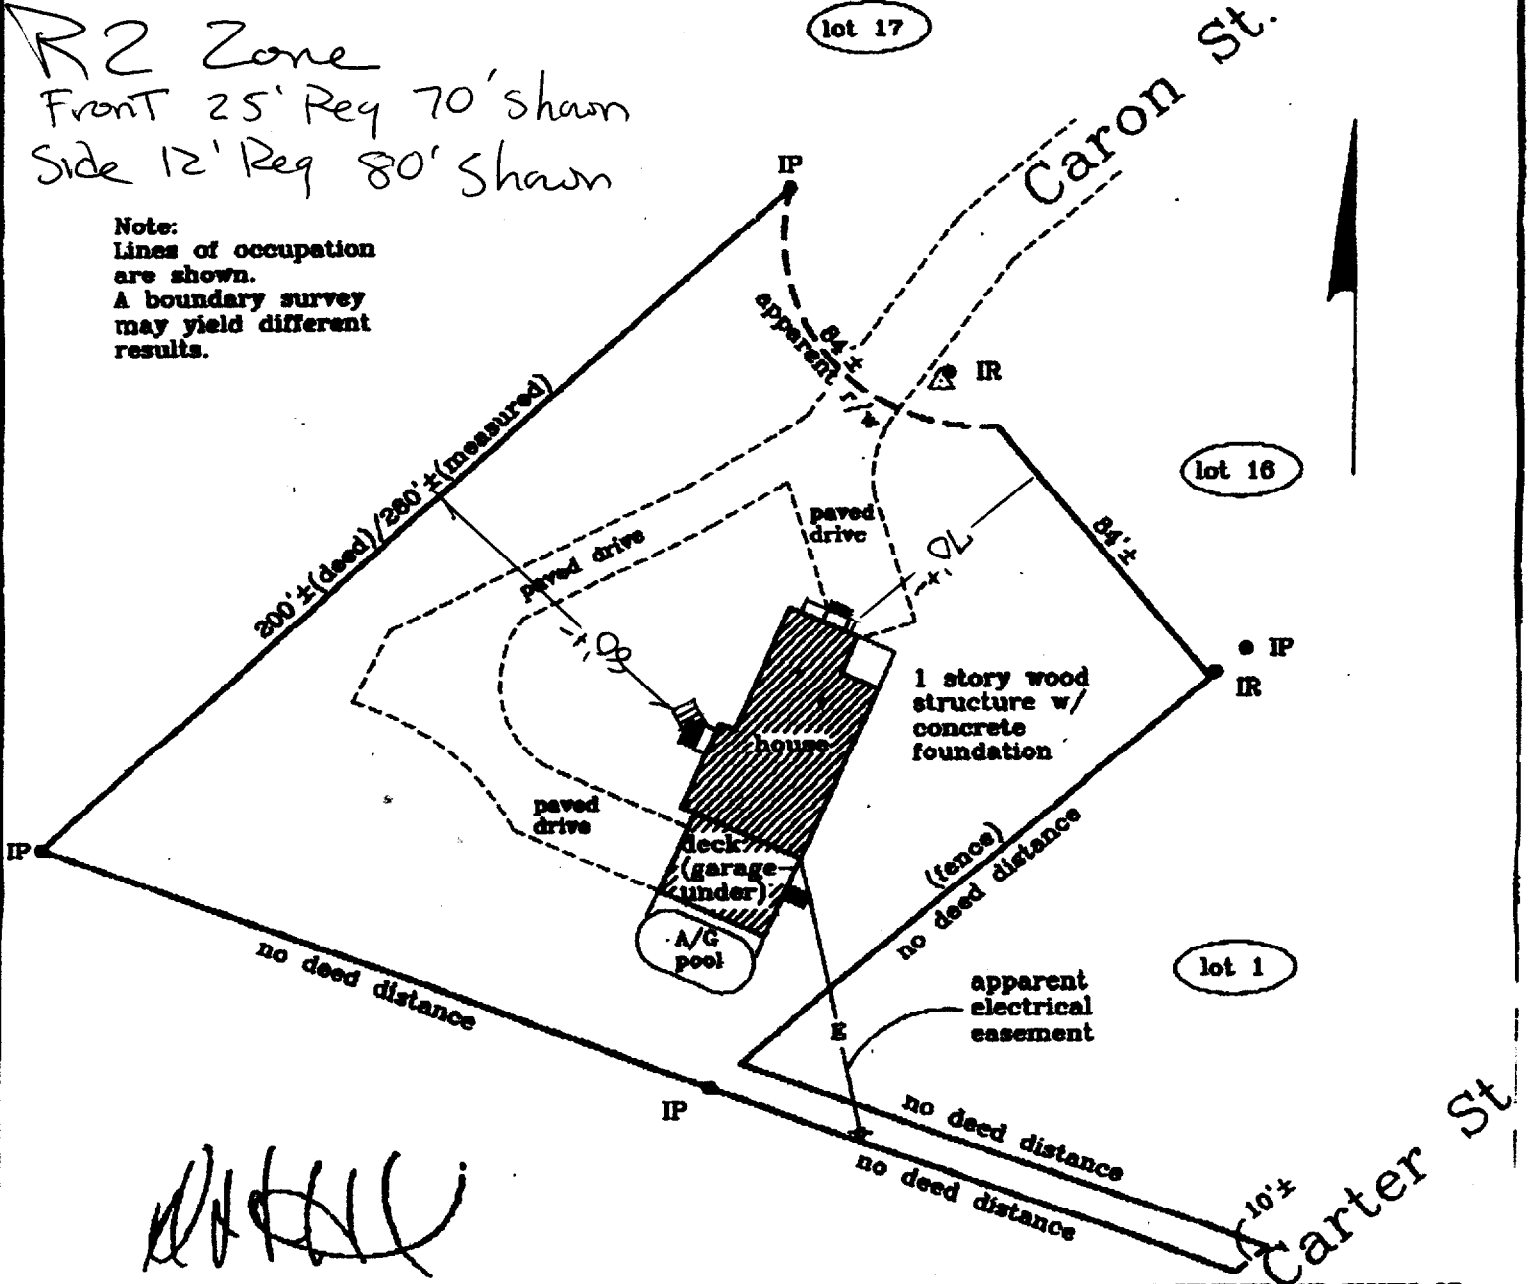 R2 Zone
Front 25' Req 70' Shown
Side 12' Req 80' Shown
lot 17
Caron St.
IP
Note:
Lines of occupation
are shown.
A boundary survey
may yield different
results.
84'±
apparent r/w
IR
lot 16
200'±(deed)/260'±(measured)
paved drive
paved
drive
70'±
84'±
80'±
IP
IR
1 story wood
structure w/
concrete
foundation
house
paved
drive
deck
(garage
under)
(fence)
no deed distance
IP
A/G
pool
no deed distance
lot 1
apparent
electrical
easement
E
IP
no deed distance
no deed distance
10'±
Carter St